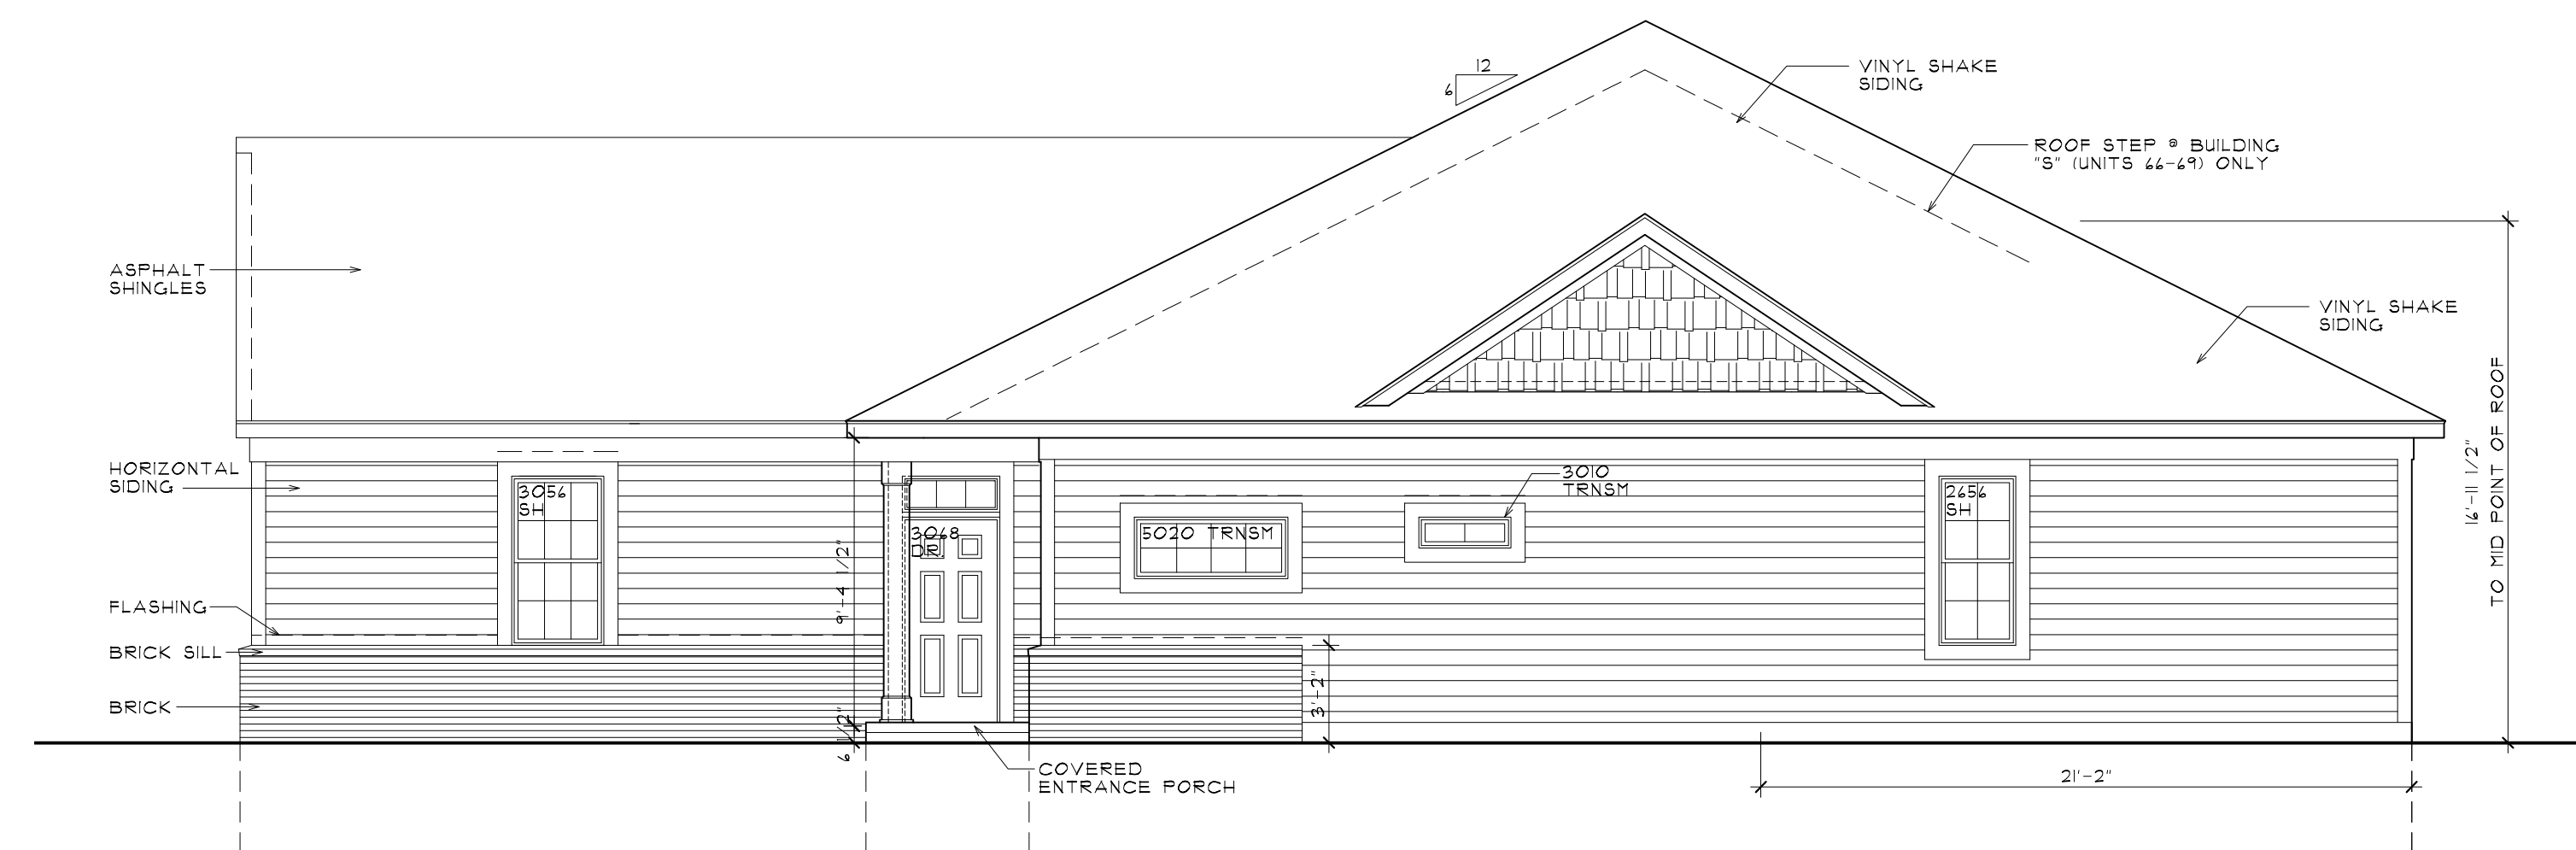 12
6
VINYL SHAKE
SIDING
ROOF STEP @ BUILDING
"S" (UNITS 66-69) ONLY
ASPHALT
SHINGLES
VINYL SHAKE
SIDING
HORIZONTAL
SIDING
3056
SH
3068
DR.
5020 TRNSM
3010
TRNSM
2656
SH
16'-11 1/2"
TO MID POINT OF ROOF
9'-4 1/2"
FLASHING
BRICK SILL
BRICK
3'-2"
6 1/2"
COVERED
ENTRANCE PORCH
21'-2"